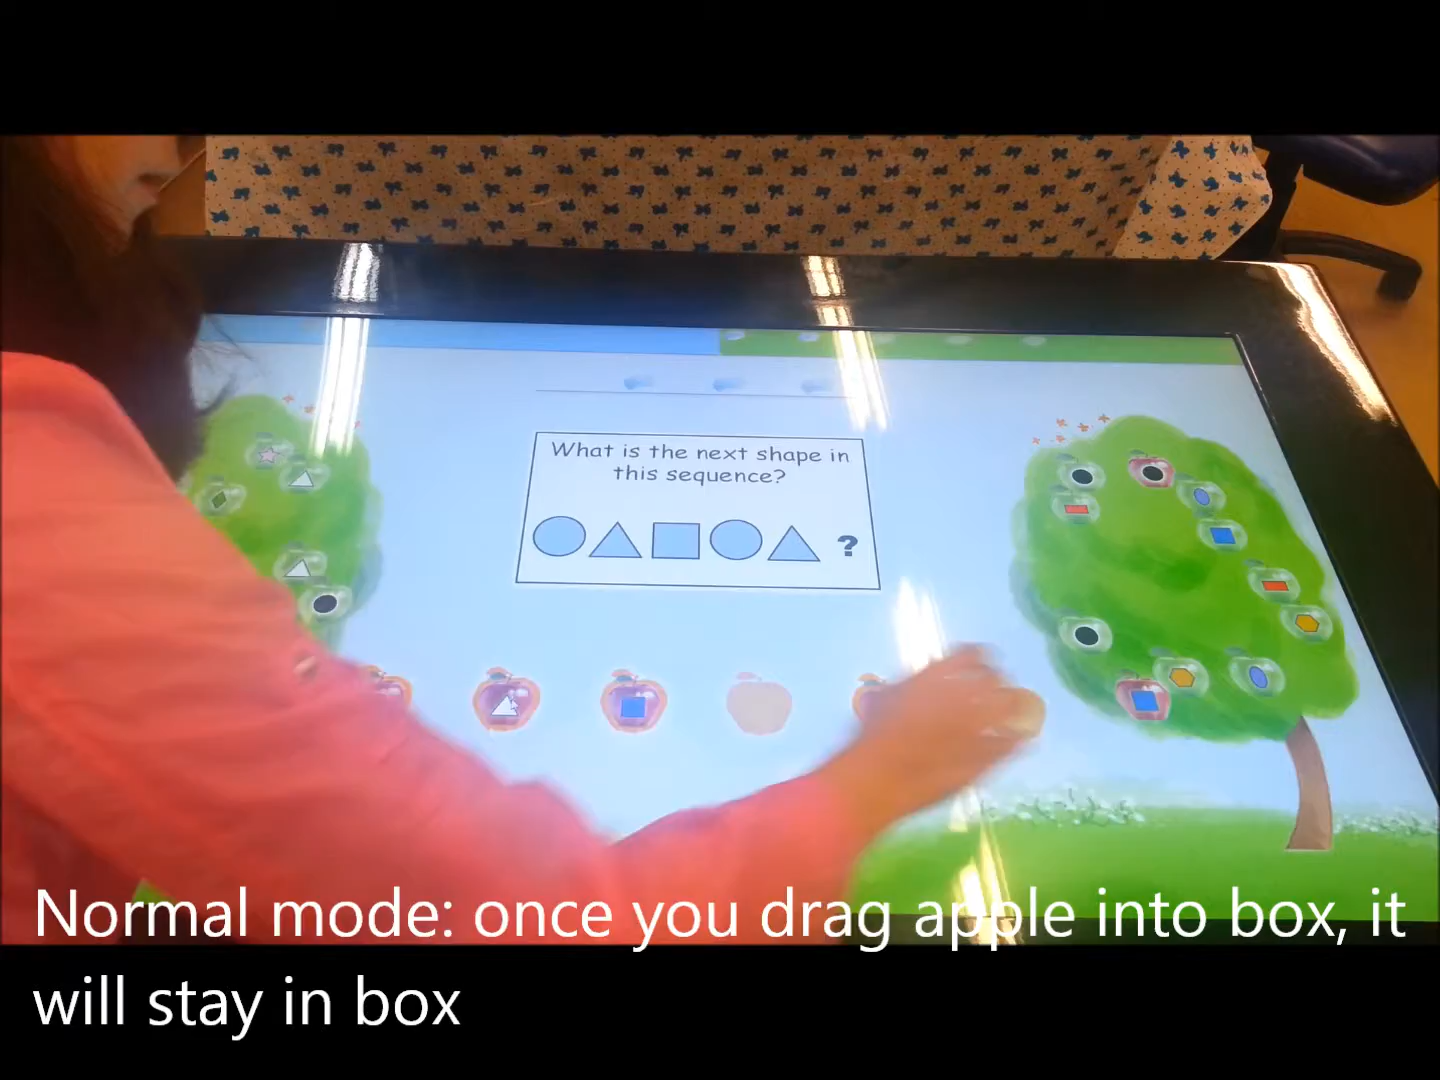 What is the next shape in
this sequence?
?
Normal mode: once you drag apple into box, it
will stay in box